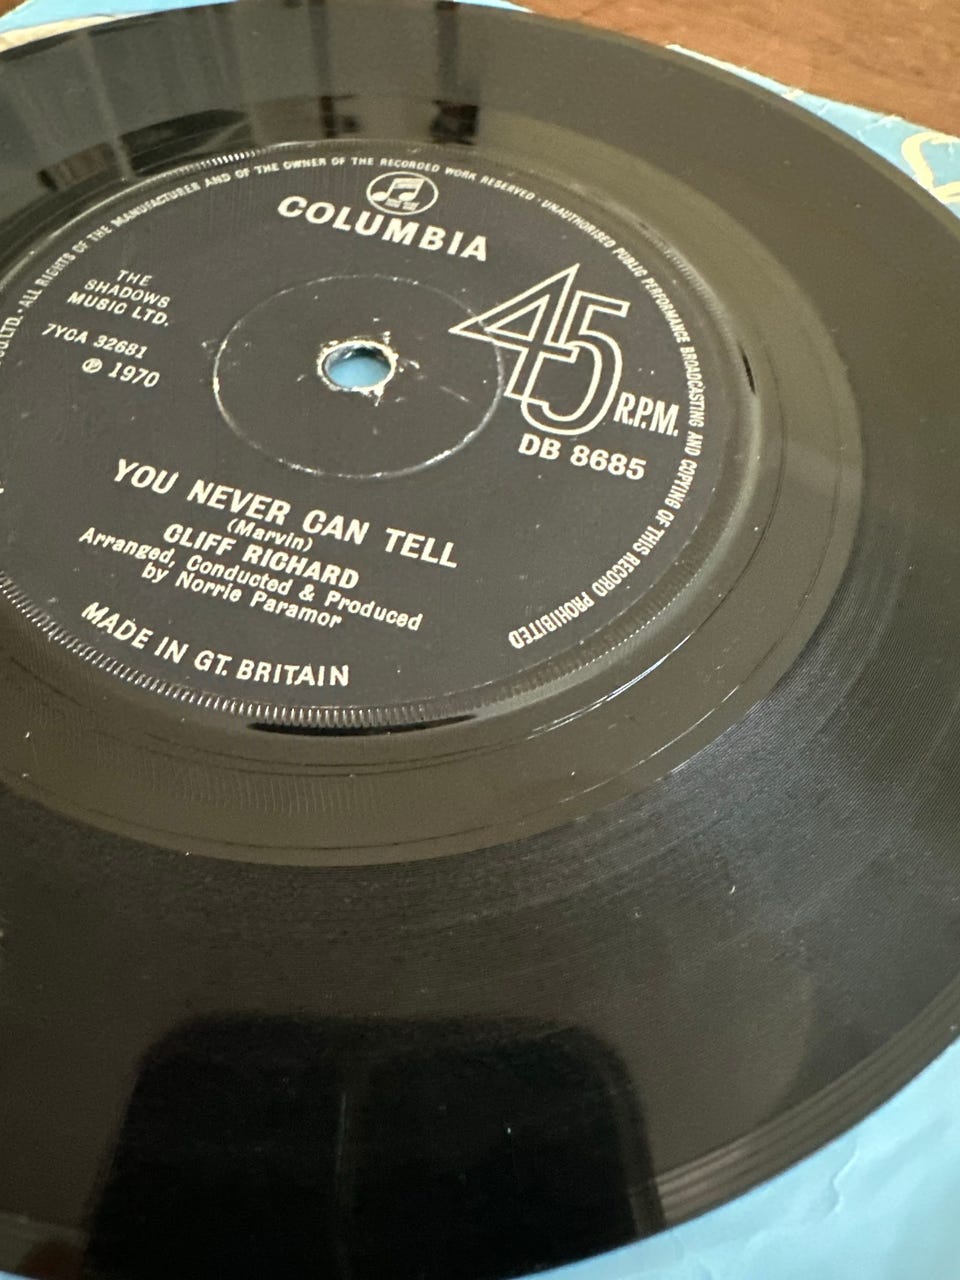 CO. LTD. · ALL RIGHTS OF THE MANUFACTURER AND OF THE OWNER OF THE RECORDED WORK RESERVED · UNAUTHORISED PUBLIC PERFORMANCE BROADCASTING AND COPYING OF THIS RECORD PROHIBITED
COLUMBIA
THE
SHADOWS
MUSIC LTD.
7YCA 32681
℗ 1970
45
R.P.M.
DB 8685
YOU NEVER CAN TELL
(Marvin)
CLIFF RICHARD
Arranged, Conducted & Produced
by Norrie Paramor
MADE IN GT. BRITAIN